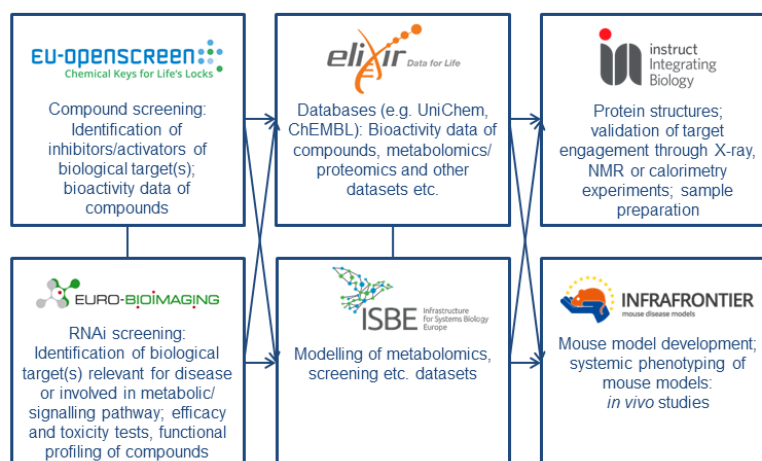 EU-OPENSCREEN
Chemical Keys for Life's Locks
Compound screening:
Identification of
inhibitors/activators of
biological target(s);
bioactivity data of
compounds
elixir
Data for Life
Databases (e.g. UniChem,
ChEMBL): Bioactivity data of
compounds, metabolomics/
proteomics and other
datasets etc.
in
instruct
Integrating
Biology
Protein structures;
validation of target
engagement through X-ray,
NMR or calorimetry
experiments; sample
preparation
EURO-BIOIMAGING
RNAi screening:
Identification of biological
target(s) relevant for disease
or involved in metabolic/
signalling pathway; efficacy
and toxicity tests, functional
profiling of compounds
ISBE
Infrastructure
for Systems Biology
Europe
Modelling of metabolomics,
screening etc. datasets
INFRAFRONTIER
mouse disease models
Mouse model development;
systemic phenotyping of
mouse models:
in vivo studies